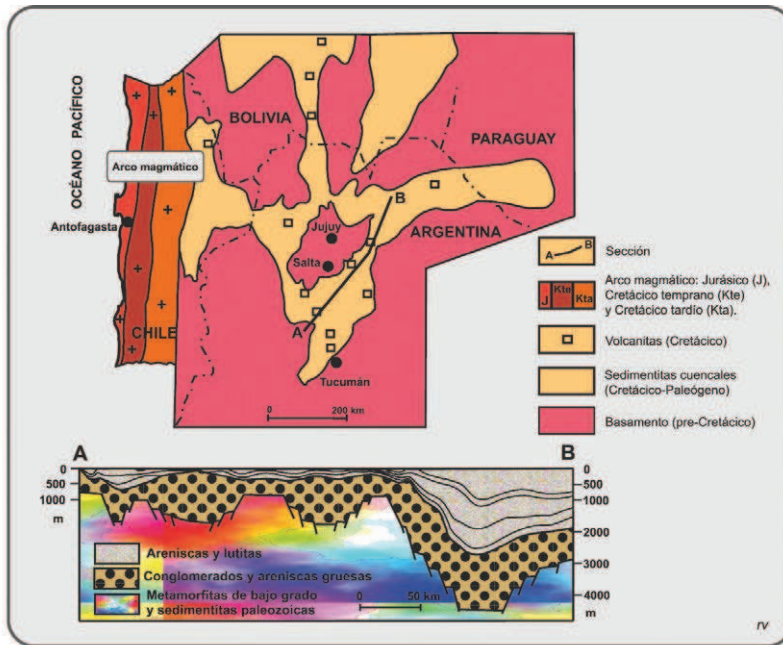 OCÉANO PACÍFICO
BOLIVIA
PARAGUAY
Arco magmático
Antofagasta
Jujuy
B
ARGENTINA
Salta
CHILE
A
Tucumán
0 200 km
A B Sección
J Kte Kta
Arco magmático: Jurásico (J),
Cretácico temprano (Kte)
y Cretácico tardío (Kta).
Volcanitas (Cretácico)
Sedimentitas cuencales
(Cretácico-Paleógeno)
Basamento (pre-Cretácico)
A B
0
500
1000
m
0
500
1000
2000
3000
4000
m
Areniscas y lutitas
Conglomerados y areniscas gruesas
Metamorfitas de bajo grado
y sedimentitas paleozoicas
0 50 km
rv